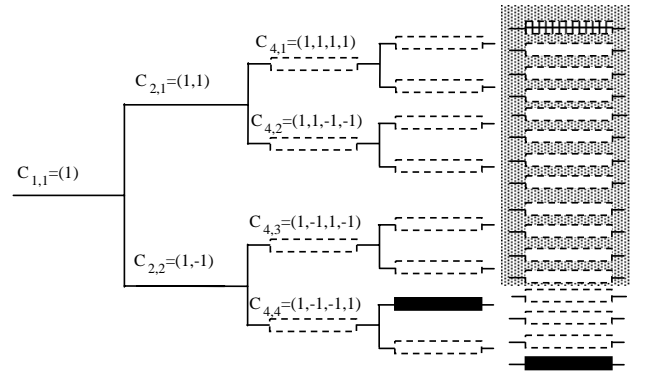 C4,1=(1,1,1,1)
C2,1=(1,1)
C4,2=(1,1,-1,-1)
C1,1=(1)
C4,3=(1,-1,1,-1)
C2,2=(1,-1)
C4,4=(1,-1,-1,1)